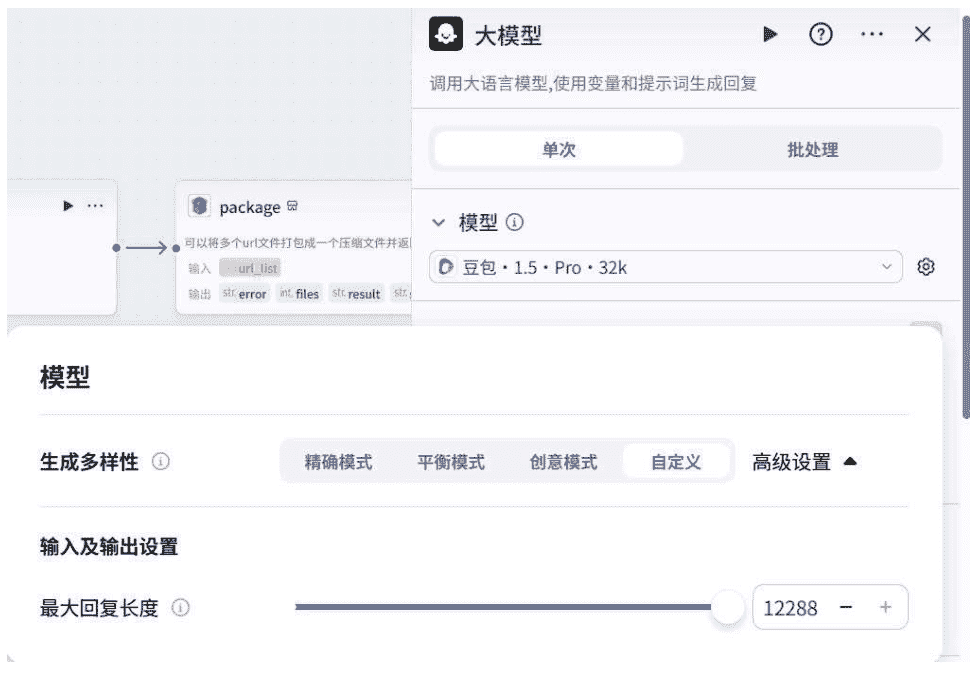 大模型
调用大语言模型,使用变量和提示词生成回复
单次
批处理
模型
豆包・1.5・Pro・32k
package
可以将多个url文件打包成一个压缩文件并返
输入 url_list
输出 str. error int. files str. result str.
模型
生成多样性
精确模式
平衡模式
创意模式
自定义
高级设置
输入及输出设置
最大回复长度
12288 − +